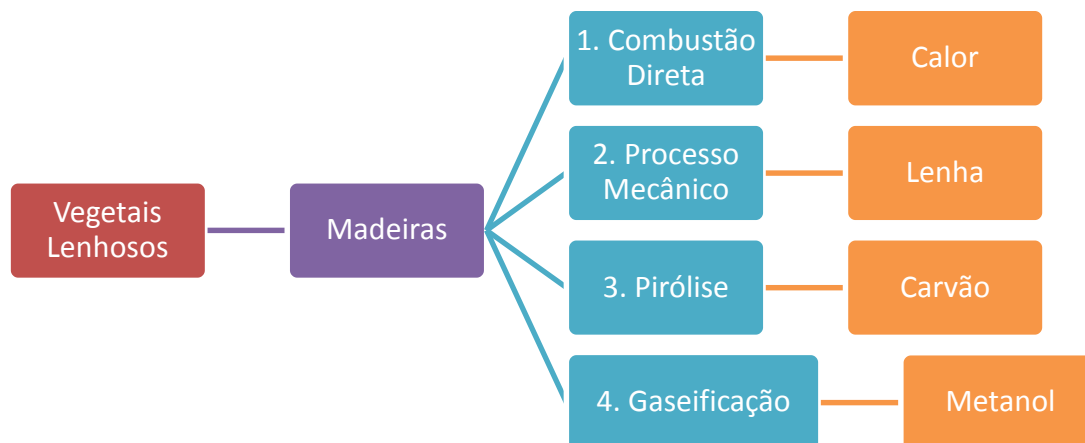 Vegetais
Lenhosos
Madeiras
1. Combustão
Direta
Calor
2. Processo
Mecânico
Lenha
3. Pirólise
Carvão
4. Gaseificação
Metanol